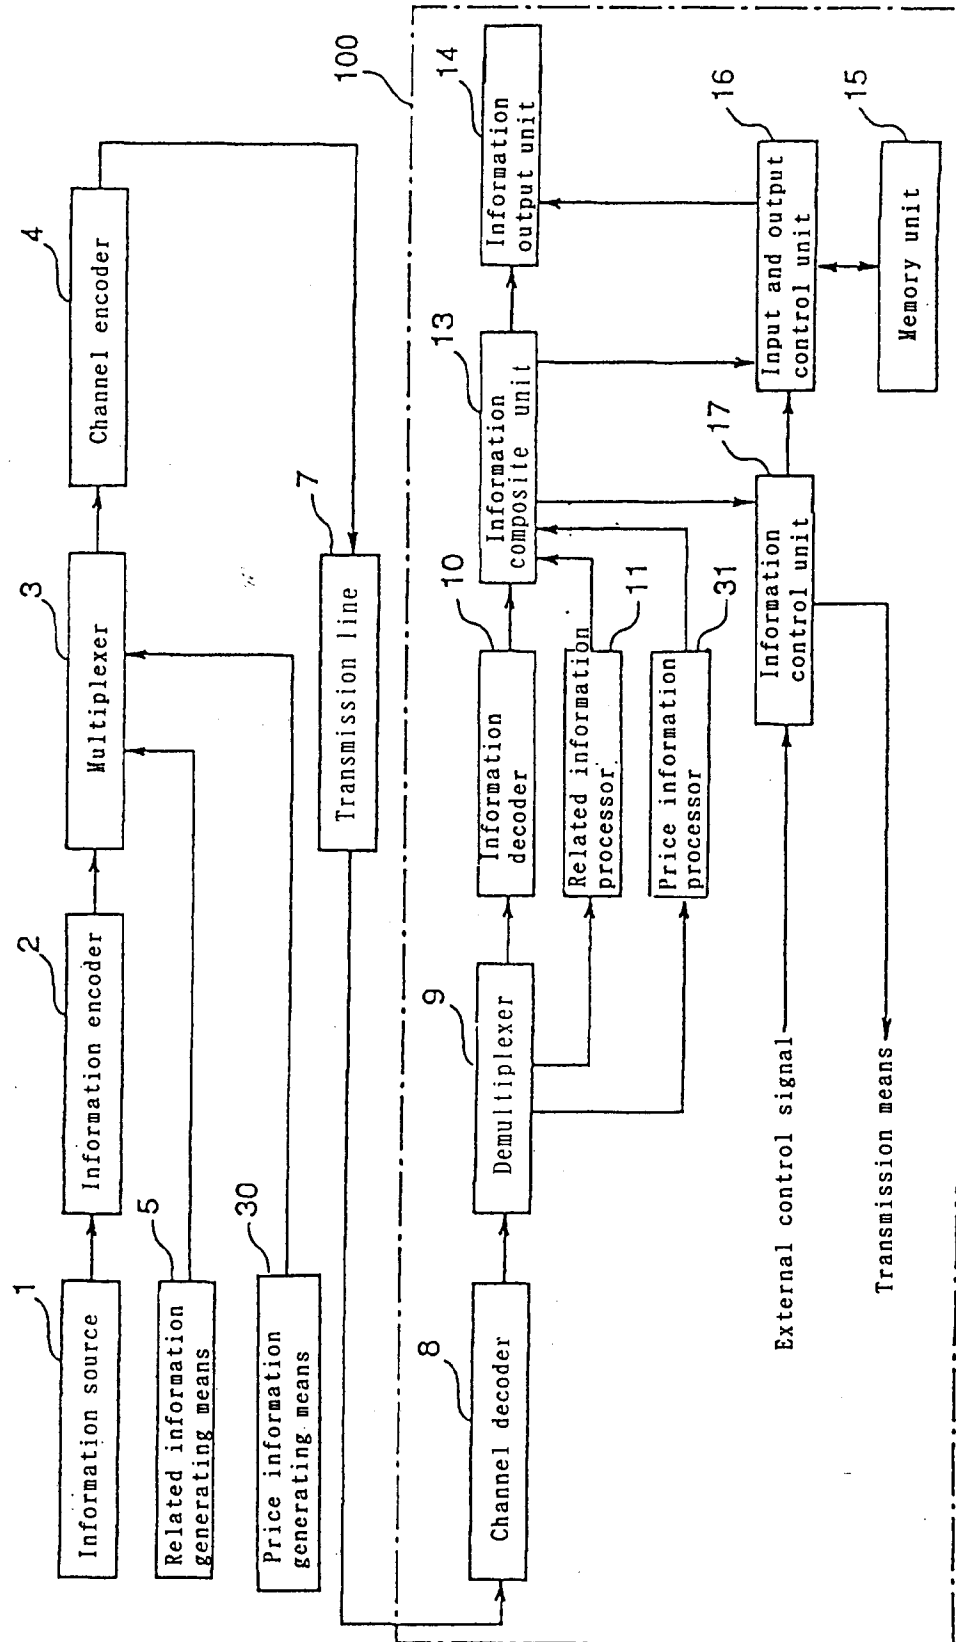 1
Information source
2
Information encoder
3
Multiplexer
4
Channel encoder
5
Related information
generating means
30
Price information
generating means
7
Transmission line
100
8
Channel decoder
9
Demultiplexer
10
Information
decoder
11
Related information
processor
31
Price information
processor
13
Information
composite unit
14
Information
output unit
17
Information
control unit
16
Input and output
control unit
15
Memory unit
External control signal
Transmission means